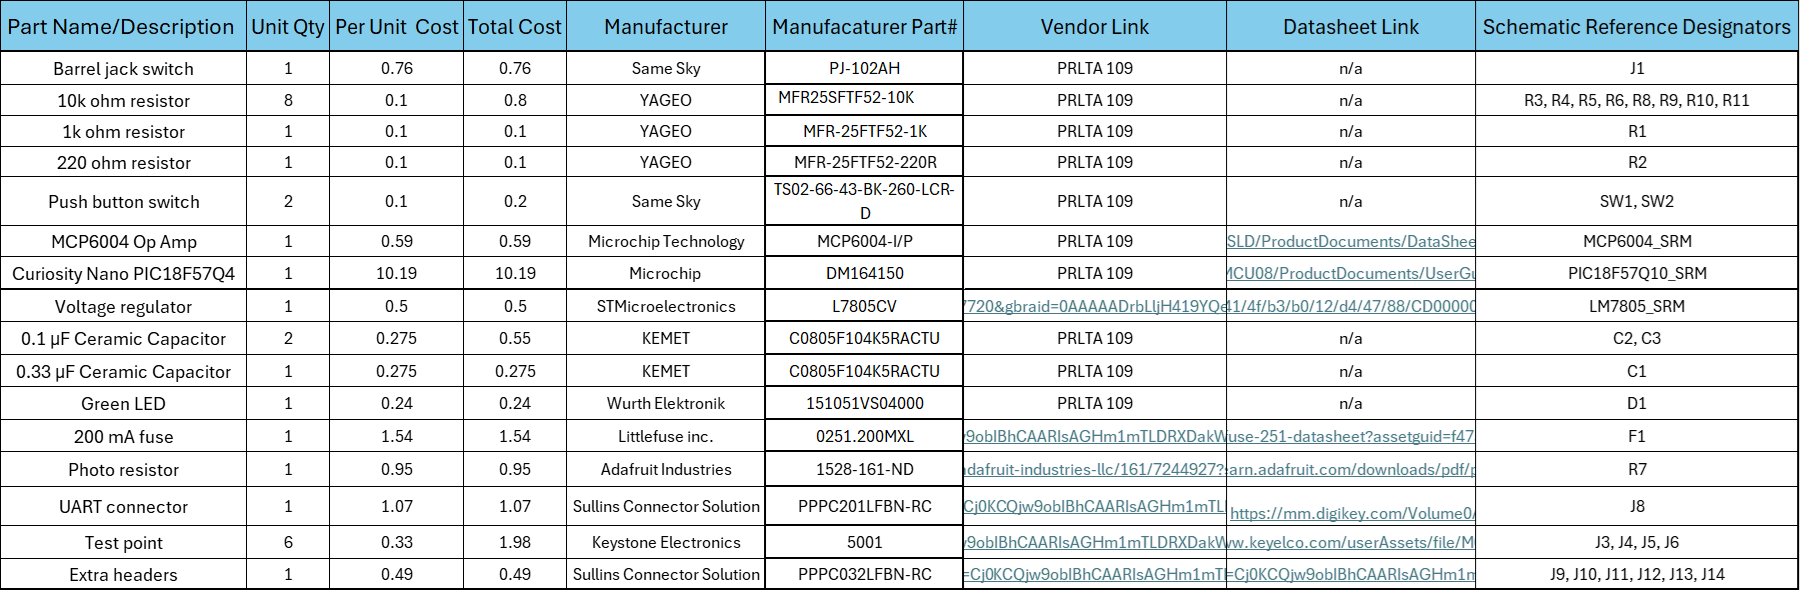 Part Name/Description Unit Qty Per Unit Cost Total Cost Manufacturer Manufacaturer Part# Vendor Link Datasheet Link Schematic Reference Designators
Barrel jack switch 1 0.76 0.76 Same Sky PJ-102AH PRLTA 109 n/a J1
10k ohm resistor 8 0.1 0.8 YAGEO MFR25SFTF52-10K PRLTA 109 n/a R3, R4, R5, R6, R8, R9, R10, R11
1k ohm resistor 1 0.1 0.1 YAGEO MFR-25FTF52-1K PRLTA 109 n/a R1
220 ohm resistor 1 0.1 0.1 YAGEO MFR-25FTF52-220R PRLTA 109 n/a R2
Push button switch 2 0.1 0.2 Same Sky TS02-66-43-BK-260-LCR- PRLTA 109 n/a SW1, SW2
D
MCP6004 Op Amp 1 0.59 0.59 Microchip Technology MCP6004-I/P PRLTA 109 SLD/ProductDocuments/DataShee MCP6004_SRM
Curiosity Nano PIC18F57Q4 1 10.19 10.19 Microchip DM164150 PRLTA 109 MCU08/ProductDocuments/UserGu PIC18F57Q10_SRM
Voltage regulator 1 0.5 0.5 STMicroelectronics L7805CV 7720&gbraid=0AAAAADrbLljH419YQe 41/4f/b3/b0/12/d4/47/88/CD00000 LM7805_SRM
0.1 µF Ceramic Capacitor 2 0.275 0.55 KEMET C0805F104K5RACTU PRLTA 109 n/a C2, C3
0.33 µF Ceramic Capacitor 1 0.275 0.275 KEMET C0805F104K5RACTU PRLTA 109 n/a C1
Green LED 1 0.24 0.24 Wurth Elektronik 151051VS04000 PRLTA 109 n/a D1
200 mA fuse 1 1.54 1.54 Littlefuse inc. 0251.200MXL w9obIBhCAARIsAGHm1mTLDRXDakW use-251-datasheet?assetguid=f47 F1
Photo resistor 1 0.95 0.95 Adafruit Industries 1528-161-ND adafruit-industries-llc/161/7244927? arn.adafruit.com/downloads/pdf/p R7
UART connector 1 1.07 1.07 Sullins Connector Solution PPPC201LFBN-RC Cj0KCQjw9obIBhCAARIsAGHm1mTL https://mm.digikey.com/Volume0/ J8
Test point 6 0.33 1.98 Keystone Electronics 5001 w9obIBhCAARIsAGHm1mTLDRXDakW ww.keyelco.com/userAssets/file/M J3, J4, J5, J6
Extra headers 1 0.49 0.49 Sullins Connector Solution PPPC032LFBN-RC =Cj0KCQjw9obIBhCAARIsAGHm1mTl =Cj0KCQjw9obIBhCAARIsAGHm1m J9, J10, J11, J12, J13, J14